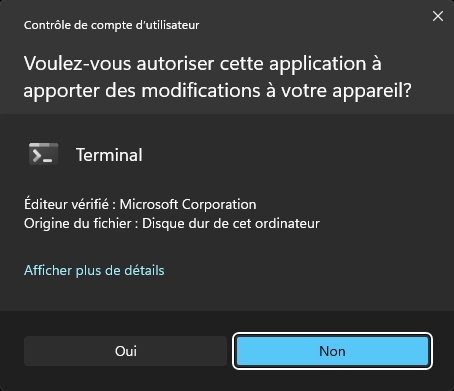 Contrôle de compte d'utilisateur
Voulez-vous autoriser cette application à
apporter des modifications à votre appareil?
Terminal
Éditeur vérifié : Microsoft Corporation
Origine du fichier : Disque dur de cet ordinateur
Afficher plus de détails
Oui
Non